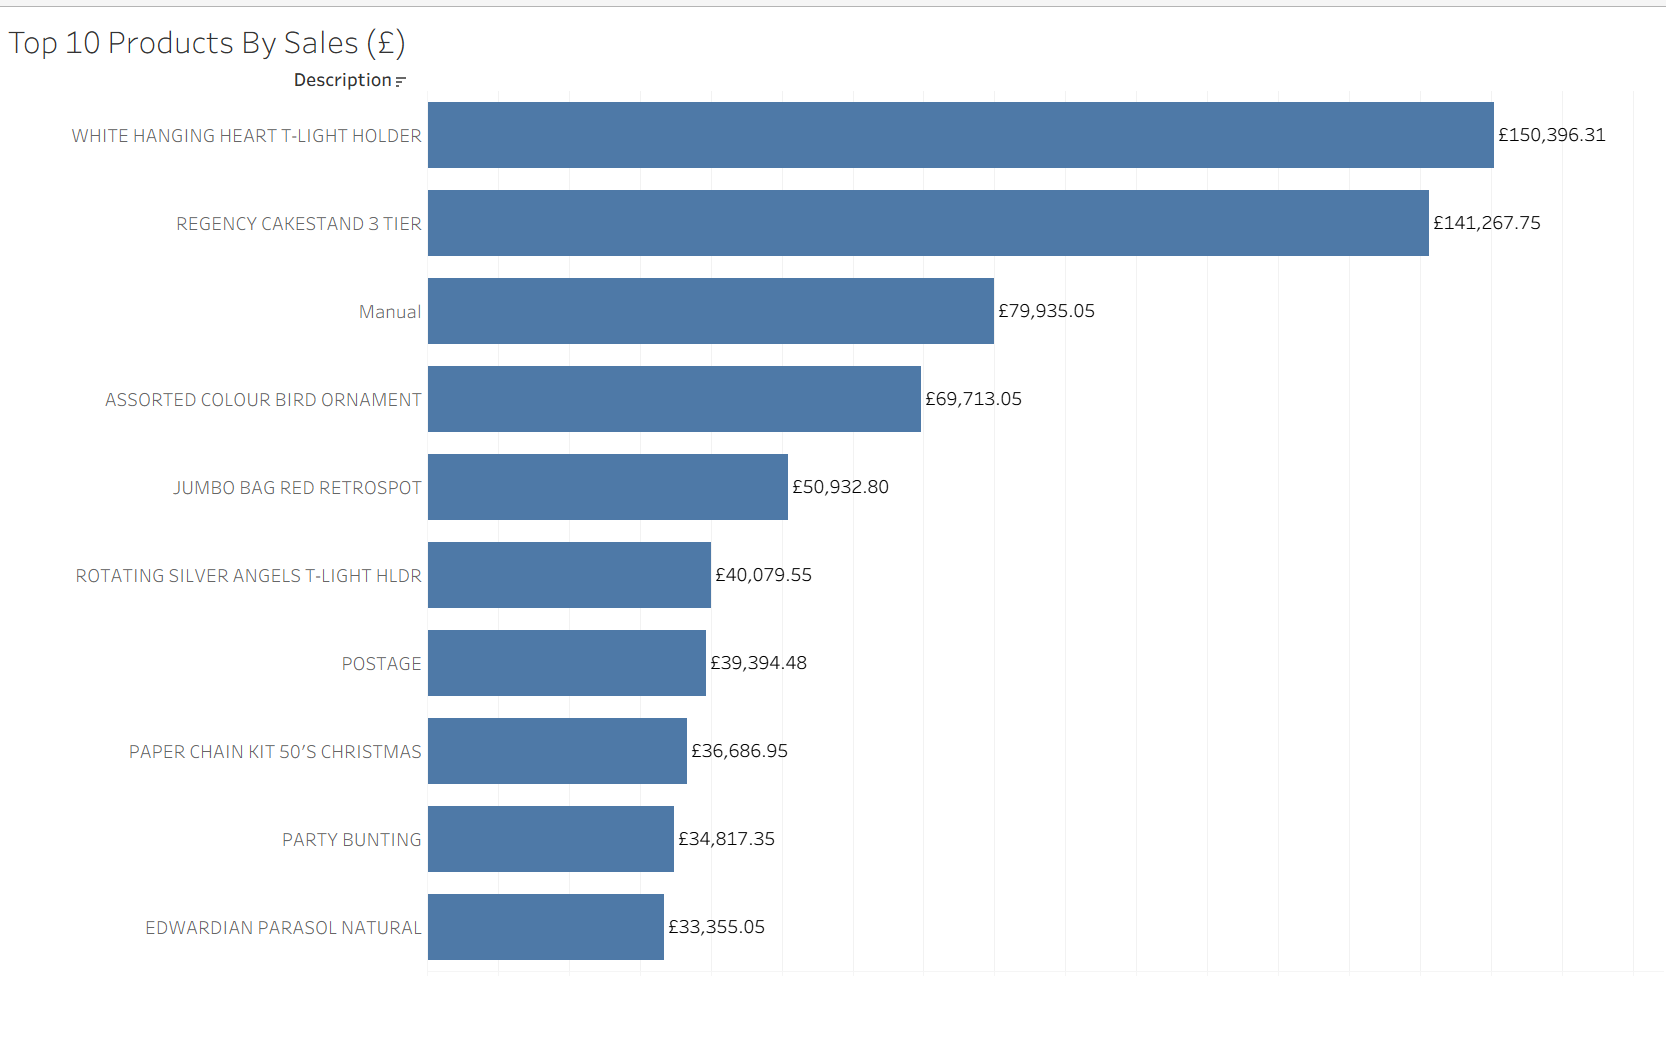 Top 10 Products By Sales (£)
Description
WHITE HANGING HEART T-LIGHT HOLDER £150,396.31
REGENCY CAKESTAND 3 TIER £141,267.75
Manual £79,935.05
ASSORTED COLOUR BIRD ORNAMENT £69,713.05
JUMBO BAG RED RETROSPOT £50,932.80
ROTATING SILVER ANGELS T-LIGHT HLDR £40,079.55
POSTAGE £39,394.48
PAPER CHAIN KIT 50'S CHRISTMAS £36,686.95
PARTY BUNTING £34,817.35
EDWARDIAN PARASOL NATURAL £33,355.05